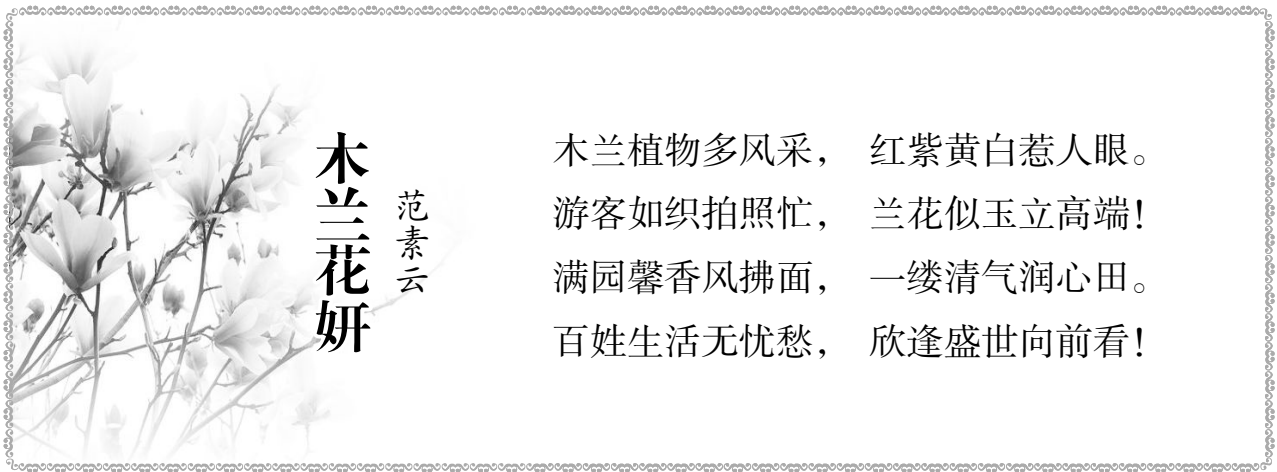 木兰花妍
范素云
木兰植物多风采， 红紫黄白惹人眼。
游客如织拍照忙， 兰花似玉立高端！
满园馨香风拂面， 一缕清气润心田。
百姓生活无忧愁， 欣逢盛世向前看！